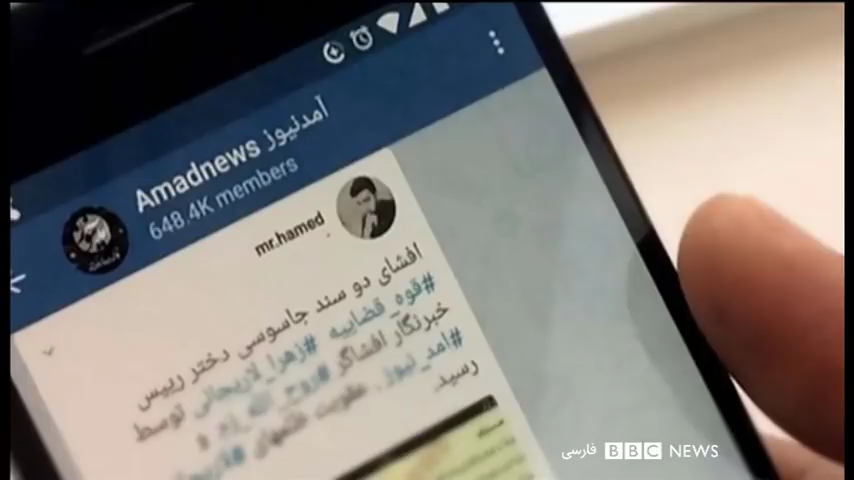 Amadnews آمدنیوز
648.4K members
mr.hamed
افشای دو سند جاسوسی دختر رییس
#قوه_قضاییه #زهرا_لاریجانی توسط
خبرنگار افشاگر #روح_الله_زم و
#آمد_نیوز
رسید.
فارسی BBC NEWS